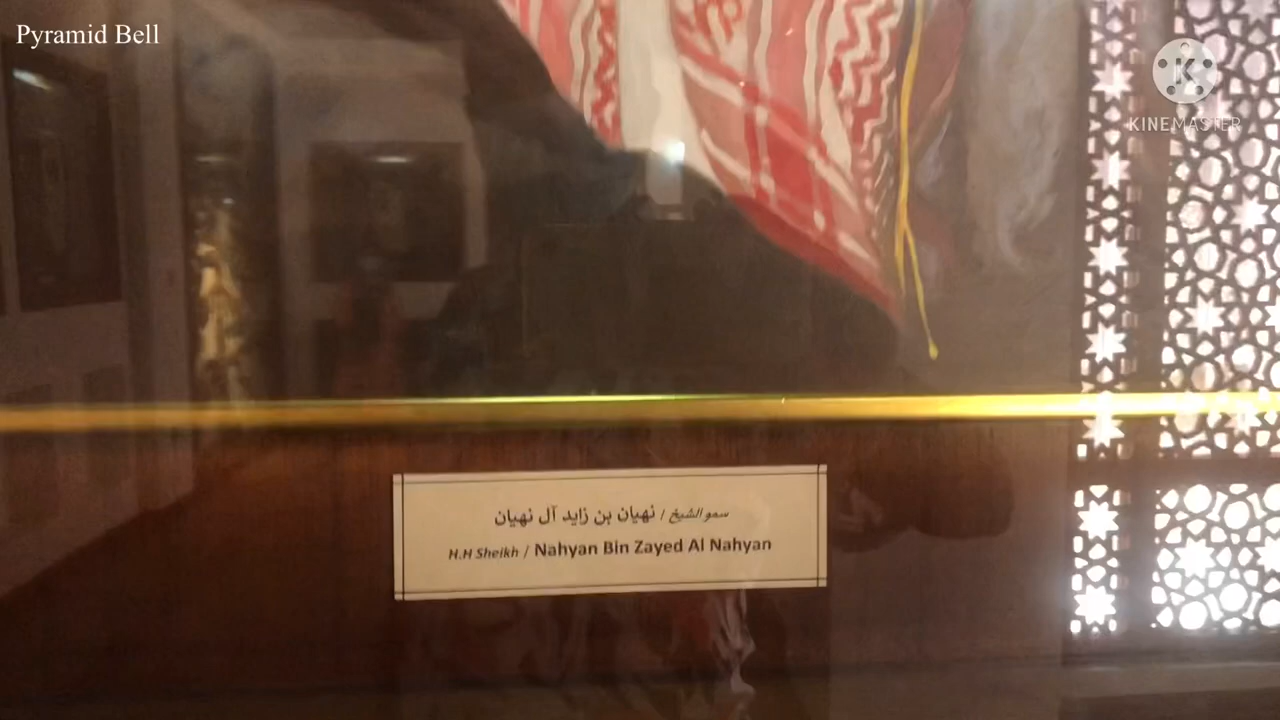 Pyramid Bell
KINEMASTER
سمو الشيخ / نهيان بن زايد آل نهيان
H.H Sheikh / Nahyan Bin Zayed Al Nahyan